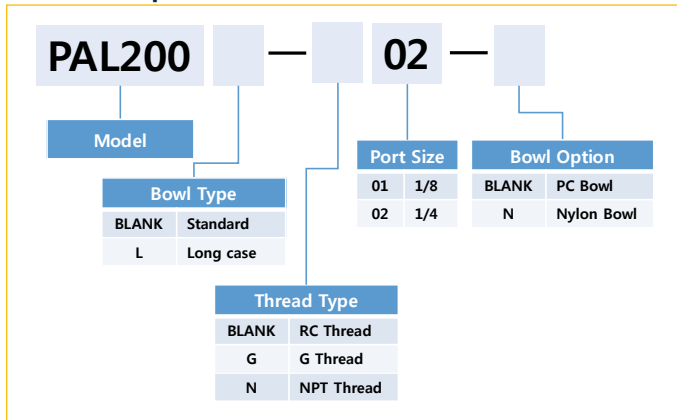 PAL200 — 02 —
Model
Port Size
01 1/8
02 1/4
Bowl Option
BLANK PC Bowl
N Nylon Bowl
Bowl Type
BLANK Standard
L Long case
Thread Type
BLANK RC Thread
G G Thread
N NPT Thread